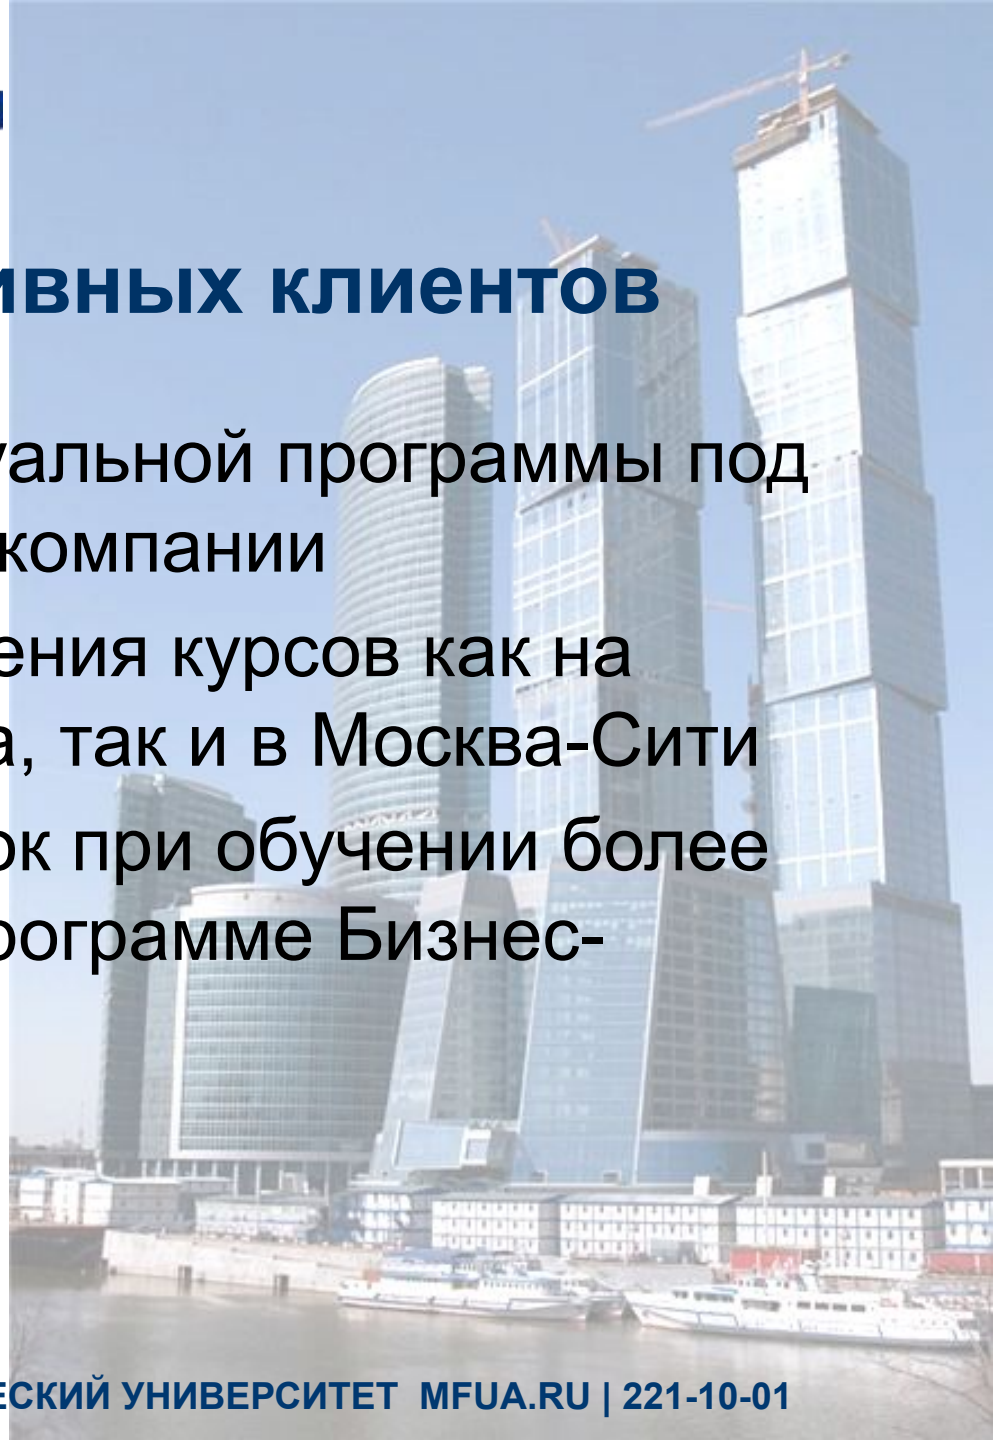 ивных клиентов
уальной программы под
компании
ения курсов как на
а, так и в Москва-Сити
ок при обучении более
рограмме Бизнес-
ЕСКИЙ УНИВЕРСИТЕТ MFUA.RU | 221-10-01